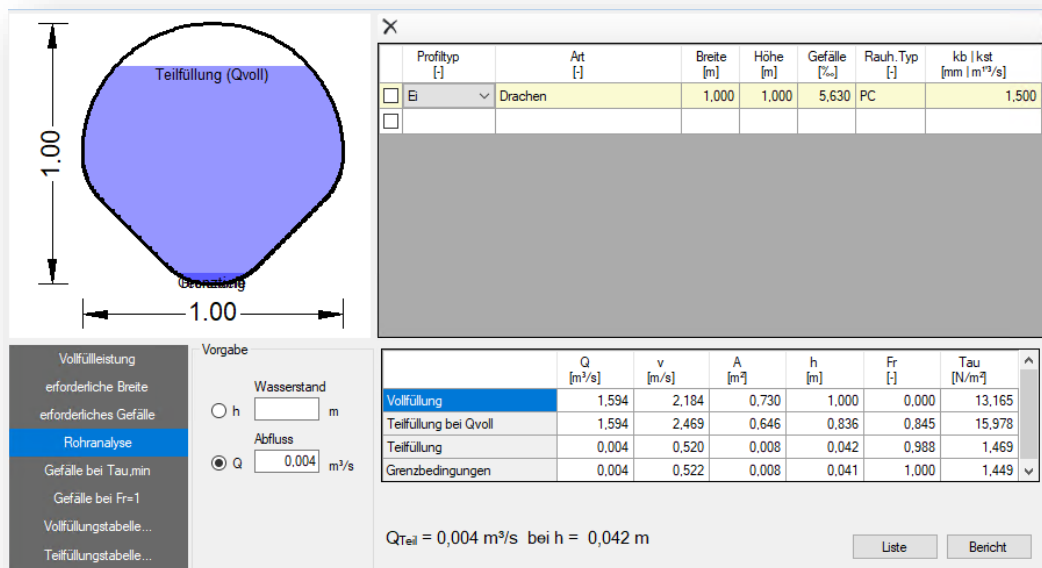 Teilfüllung (Qvoll)
1.00
1.00
Profiltyp Art Breite Höhe Gefälle Rauh.Typ kb | kst
[-] [-] [m] [m] [‰] [-] [mm | m¹'³/s]
Ei Drachen 1,000 1,000 5,630 PC 1,500
Vollfülleistung
erforderliche Breite
erforderliches Gefälle
Rohranalyse
Gefälle bei Tau,min
Gefälle bei Fr=1
Vollfüllungstabelle...
Teilfüllungstabelle...
Vorgabe
Wasserstand
h m
Abfluss
Q 0,004 m³/s
Q v A h Fr Tau
[m³/s] [m/s] [m²] [m] [-] [N/m²]
Vollfüllung 1,594 2,184 0,730 1,000 0,000 13,165
Teilfüllung bei Qvoll 1,594 2,469 0,646 0,836 0,845 15,978
Teilfüllung 0,004 0,520 0,008 0,042 0,988 1,469
Grenzbedingungen 0,004 0,522 0,008 0,041 1,000 1,449
QTeil = 0,004 m³/s bei h = 0,042 m
Liste
Bericht